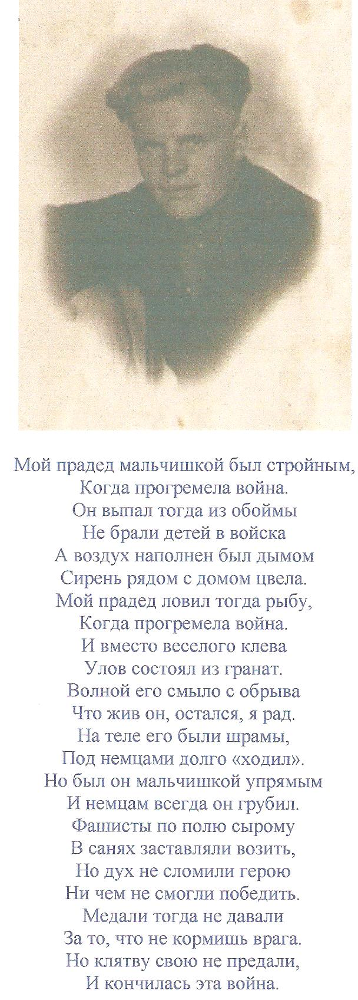 Мой прадед мальчишкой был стройным,
Когда прогремела война.
Он выпал тогда из обоймы
Не брали детей в войска
А воздух наполнен был дымом
Сирень рядом с домом цвела.
Мой прадед ловил тогда рыбу,
Когда прогремела война.
И вместо веселого клева
Улов состоял из гранат.
Волной его смыло с обрыва
Что жив он, остался, я рад.
На теле его были шрамы,
Под немцами долго «ходил».
Но был он мальчишкой упрямым
И немцам всегда он грубил.
Фашисты по полю сырому
В санях заставляли возить,
Но дух не сломили герою
Ни чем не смогли победить.
Медали тогда не давали
За то, что не кормишь врага.
Но клятву свою не предали,
И кончилась эта война.